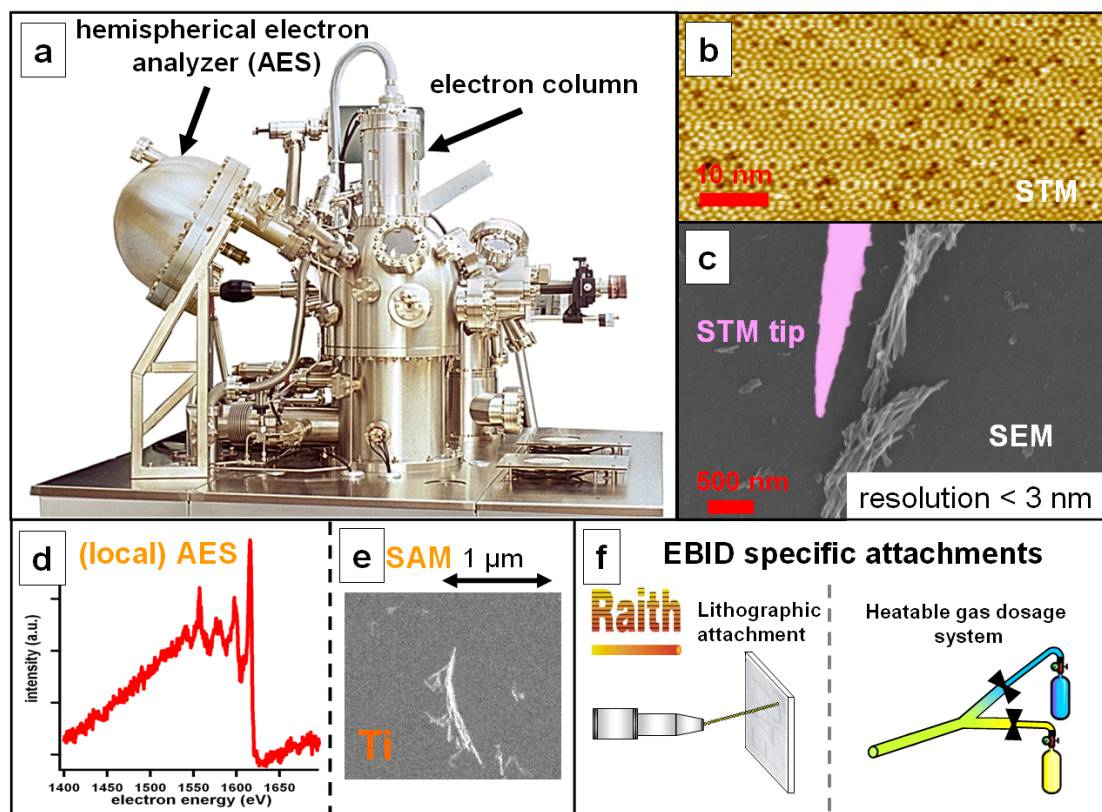 a
hemispherical electron
analyzer (AES)
electron column
b
10 nm
STM
c
STM tip
SEM
500 nm
resolution < 3 nm
d
(local) AES
intensity (a.u.)
1400 1450 1500 1550 1600 1650
electron energy (eV)
e
SAM
1 µm
Ti
f
EBID specific attachments
Raith
Lithographic
attachment
Heatable gas dosage
system